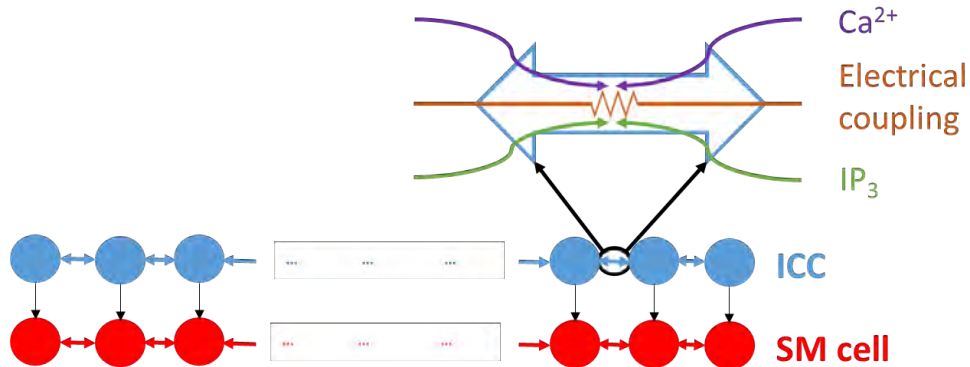 Ca²⁺
Electrical
coupling
IP₃
... ... ...
ICC
... ... ...
SM cell